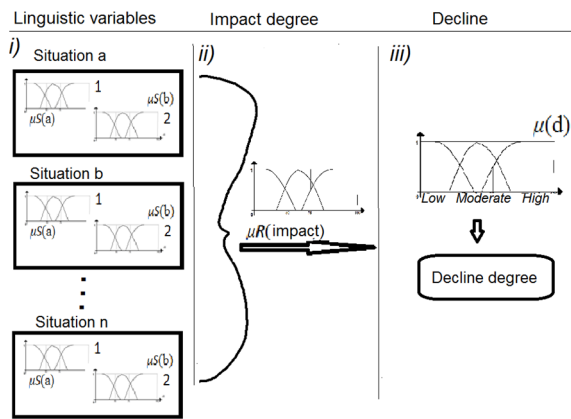 Linguistic variables
Impact degree
Decline
i)
ii)
iii)
Situation a
1
μS(a)
μS(b)
2
Situation b
1
μS(a)
μS(b)
2
Situation n
1
μS(a)
μS(b)
2
μR(impact)
μ(d)
Low Moderate High
Decline degree